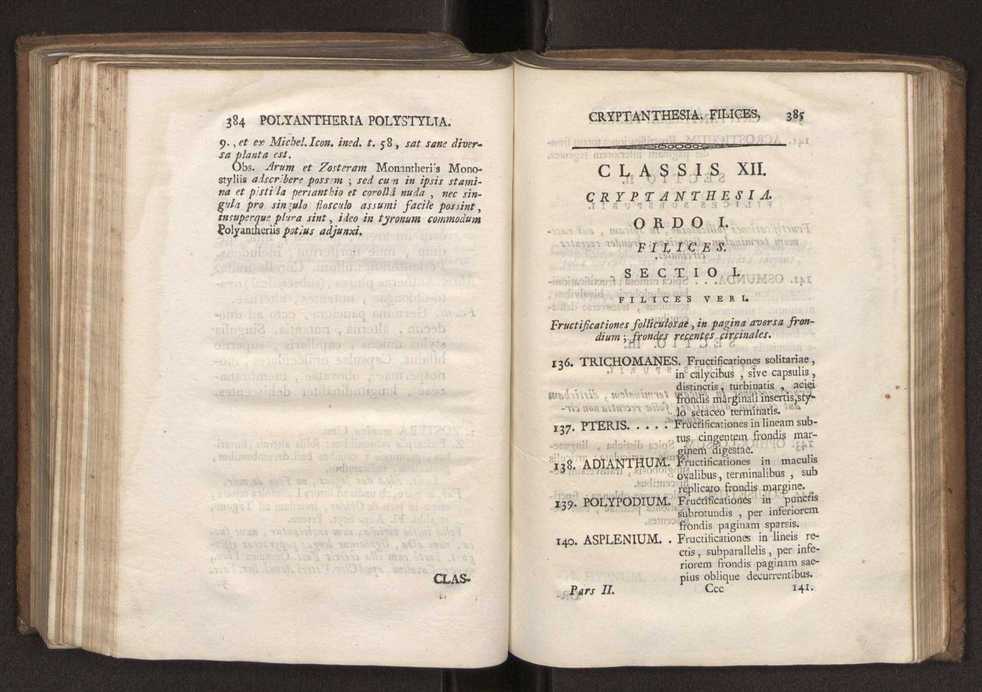 384 POLYANTHERIA POLYSTYLIA.
9. , et ex Michel. Icon. ined. t. 58, sat sane diver-
sa planta est.
Obs. Arum et Zosteram Monantheriis Mono-
styliis adscribere possem ; sed cum in ipsis stami-
na et pistilla perianthio et corollâ nuda , nec sin-
gula pro singulo flosculo assumi facile possint ,
insuperque plura sint , ideo in tyronum commodum
Polyantheriis potius adjunxi.
CLAS-
CRYPTANTHESIA. FILICES, 385
CLASSIS XII.
CRYPTANTHESIA.
ORDO I.
FILICES.
SECTIO I.
FILICES VERI.
Fructificationes folliculosae , in pagina aversa fron-
dium ; frondes recentes circinales.
136. TRICHOMANES. Fructificationes solitariae ,
in calycibus , sive capsulis ,
distinctis, turbinatis , aciei
frondis marginali insertis, sty-
lo setaceo terminatis.
137. PTERIS. . . . . . Fructificationes in lineam sub-
tus cingentem frondis mar-
ginem digestae.
138. ADIANTHUM. Fructificationes in maculis
ovalibus, terminalibus , sub
replicato frondis margine.
139. POLYPODIUM. Fructificationes in punctis
subrotundis , per inferiorem
frondis paginam sparsis.
140. ASPLENIUM. . Fructificationes in lineis re-
ctis , subparallelis , per infe-
riorem frondis paginam sae-
pius oblique decurrentibus.
Pars II. Ccc 141.